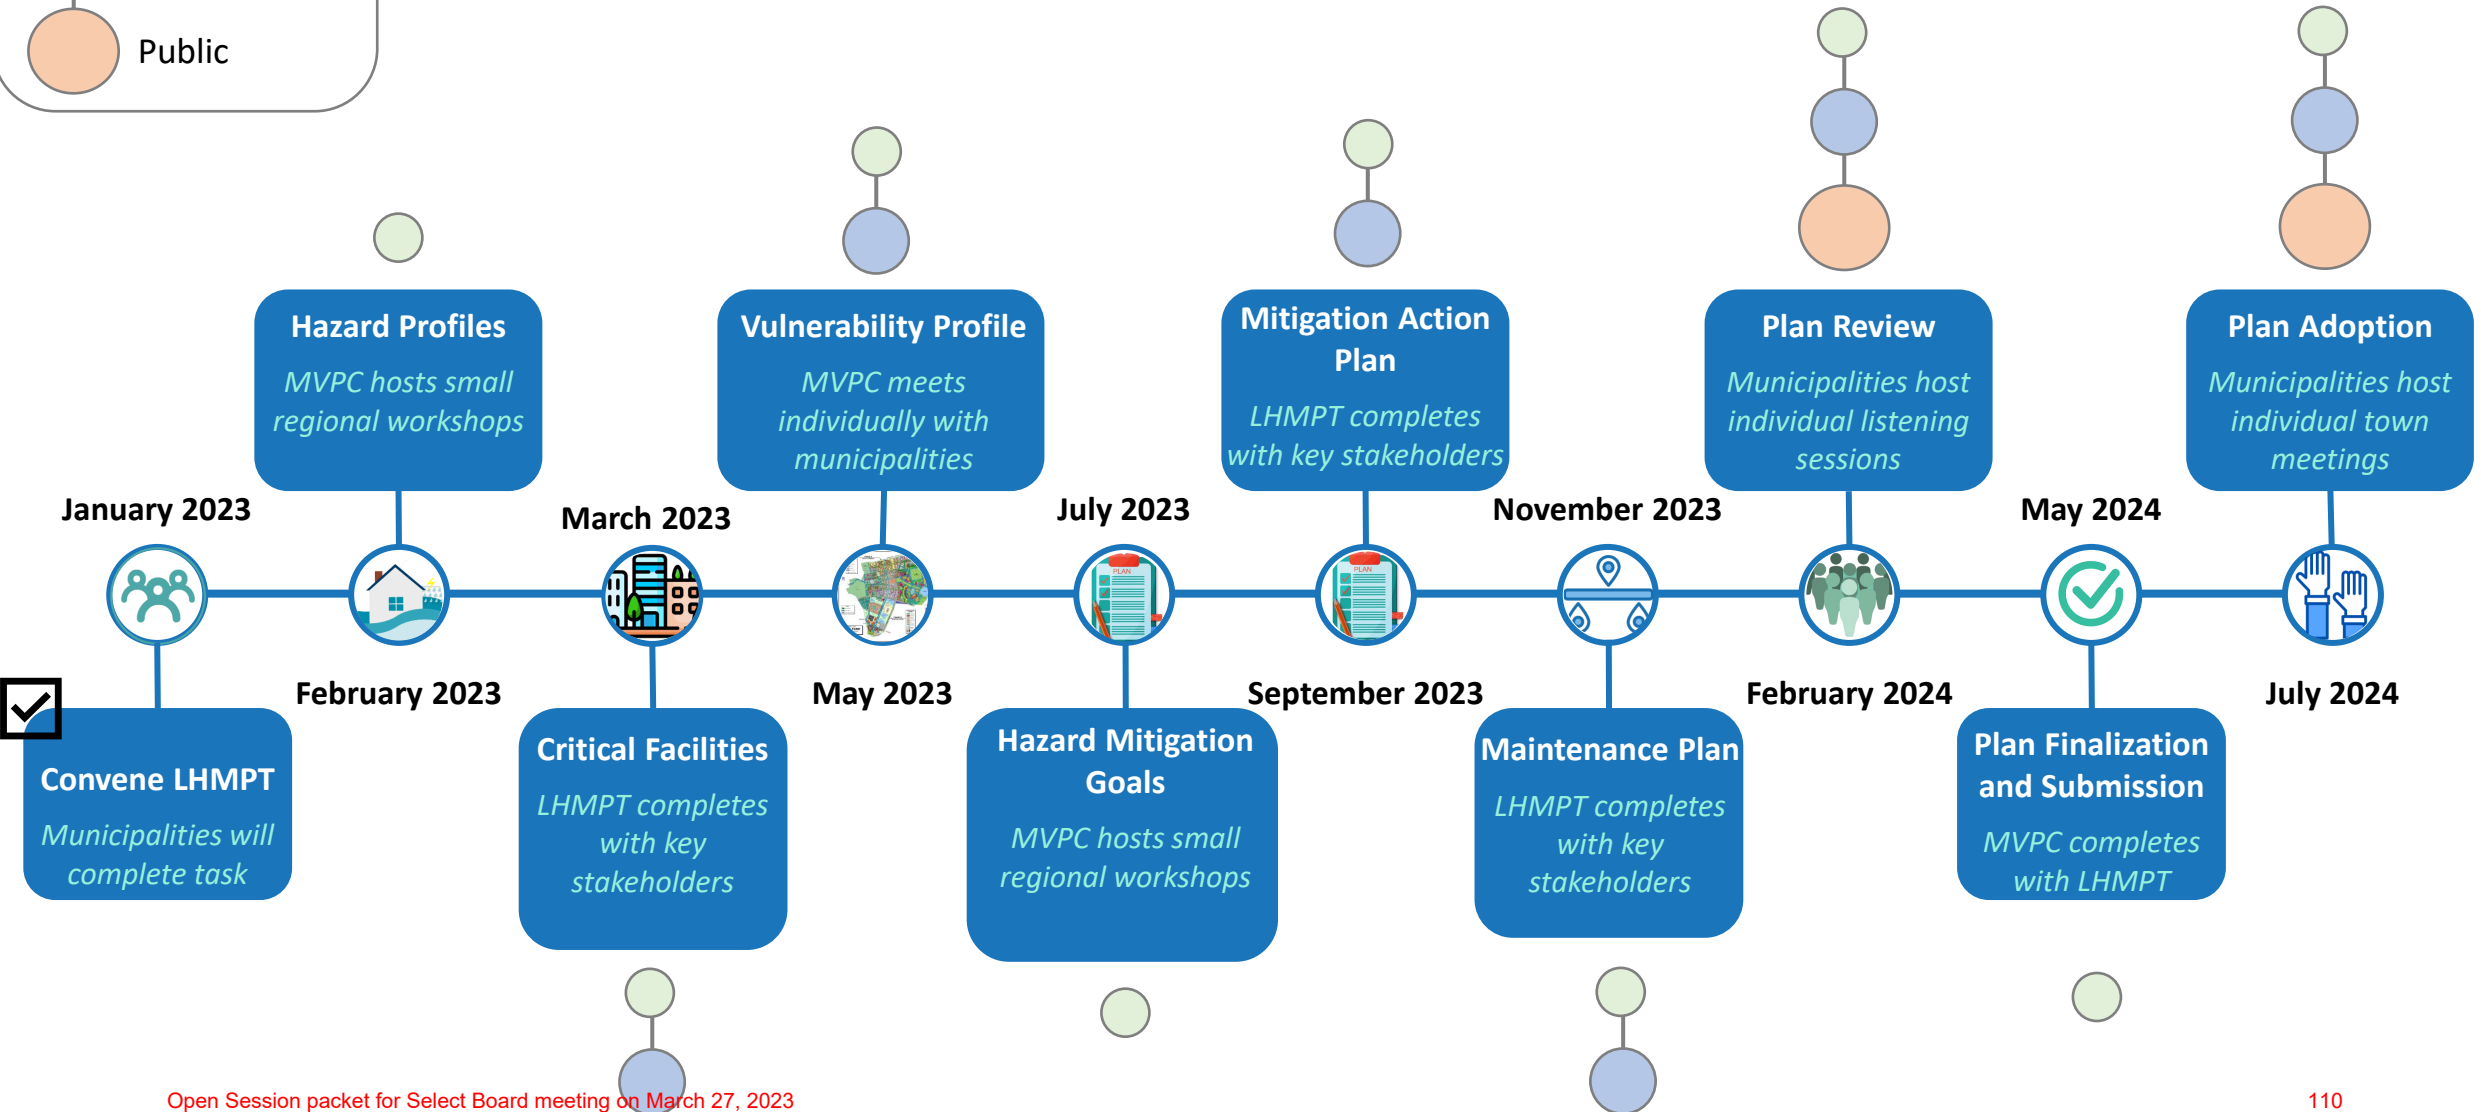 Public
January 2023
Convene LHMPT
Municipalities will
complete task
Hazard Profiles
MVPC hosts small
regional workshops
February 2023
March 2023
Critical Facilities
LHMPT completes
with key
stakeholders
Vulnerability Profile
MVPC meets
individually with
municipalities
May 2023
July 2023
PLAN
Hazard Mitigation
Goals
MVPC hosts small
regional workshops
Mitigation Action
Plan
LHMPT completes
with key stakeholders
PLAN
September 2023
November 2023
Maintenance Plan
LHMPT completes
with key
stakeholders
Plan Review
Municipalities host
individual listening
sessions
February 2024
May 2024
Plan Finalization
and Submission
MVPC completes
with LHMPT
Plan Adoption
Municipalities host
individual town
meetings
July 2024
Open Session packet for Select Board meeting on March 27, 2023
110